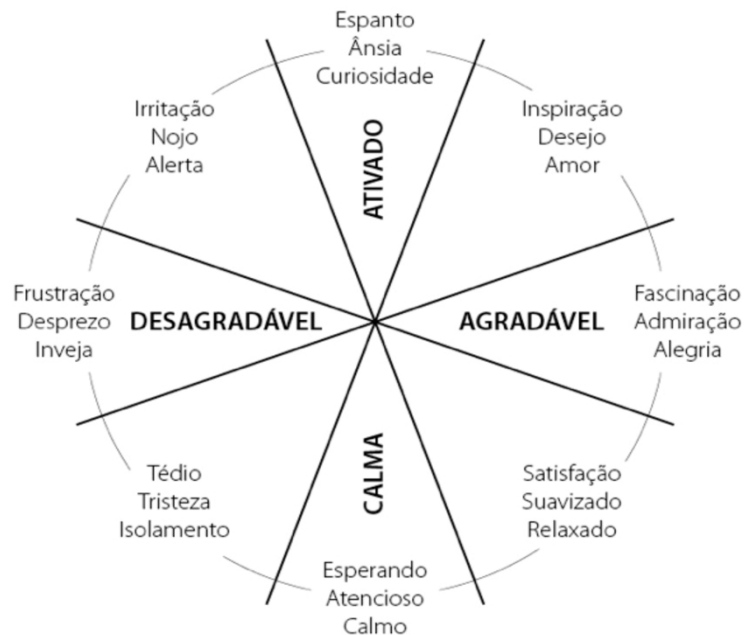 Espanto
Ânsia
Curiosidade
Irritação
Nojo
Alerta
Inspiração
Desejo
Amor
ATIVADO
Frustração
Desprezo
Inveja
DESAGRADÁVEL
AGRADÁVEL
Fascinação
Admiração
Alegria
CALMA
Tédio
Tristeza
Isolamento
Satisfação
Suavizado
Relaxado
Esperando
Atencioso
Calmo